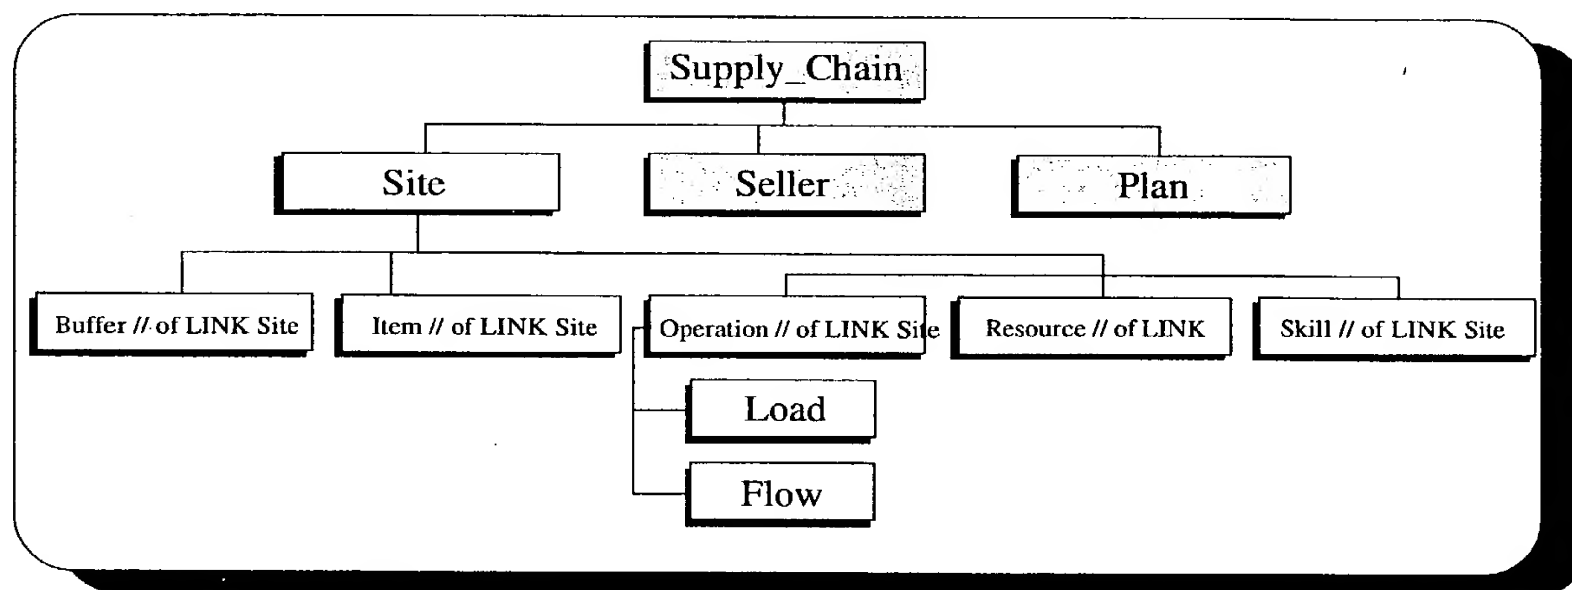 Supply_Chain
Site
Seller
Plan
Buffer // of LINK Site
Item // of LINK Site
Operation // of LINK Site
Resource // of LINK
Skill // of LINK Site
Load
Flow